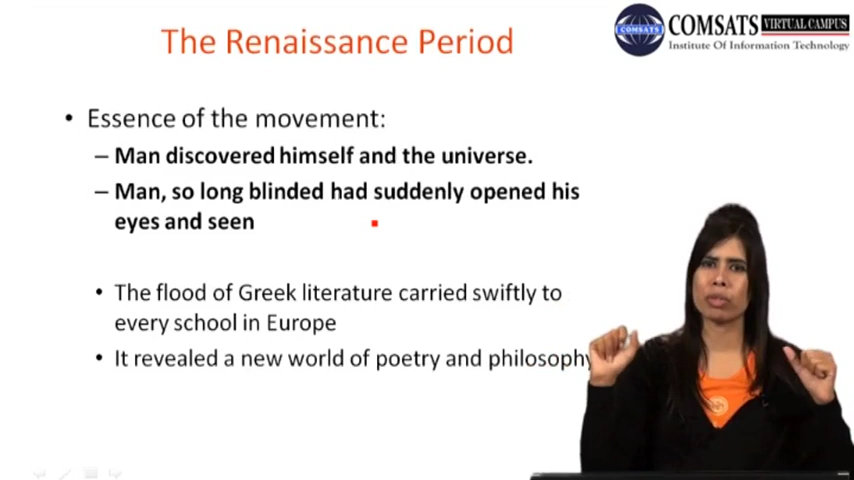 The Renaissance Period
COMSATS
COMSATS VIRTUAL CAMPUS
Institute Of Information Technology
• Essence of the movement:
– Man discovered himself and the universe.
– Man, so long blinded had suddenly opened his
eyes and seen
• The flood of Greek literature carried swiftly to
every school in Europe
• It revealed a new world of poetry and philosophy